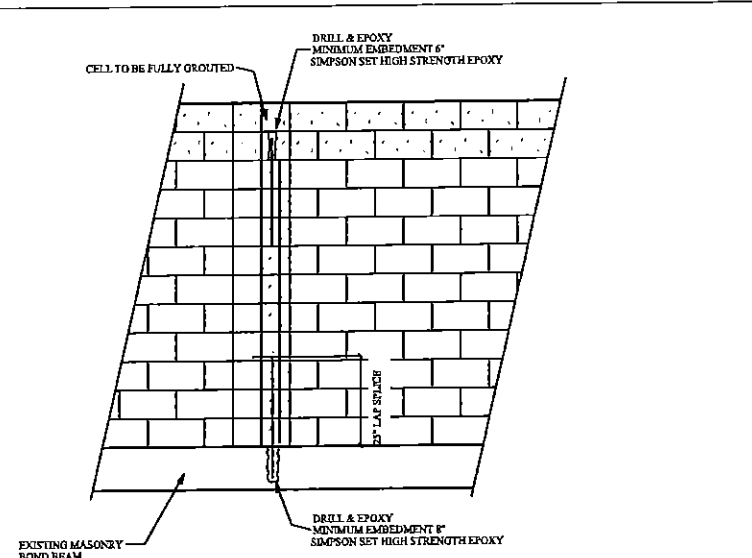 DRILL & EPOXY
MINIMUM EMBEDMENT 6"
SIMPSON SET HIGH STRENGTH EPOXY
CELL TO BE FULLY GROUTED
25" LAP SPLICE
DRILL & EPOXY
MINIMUM EMBEDMENT 8"
SIMPSON SET HIGH STRENGTH EPOXY
EXISTING MASONRY
BOND BEAM